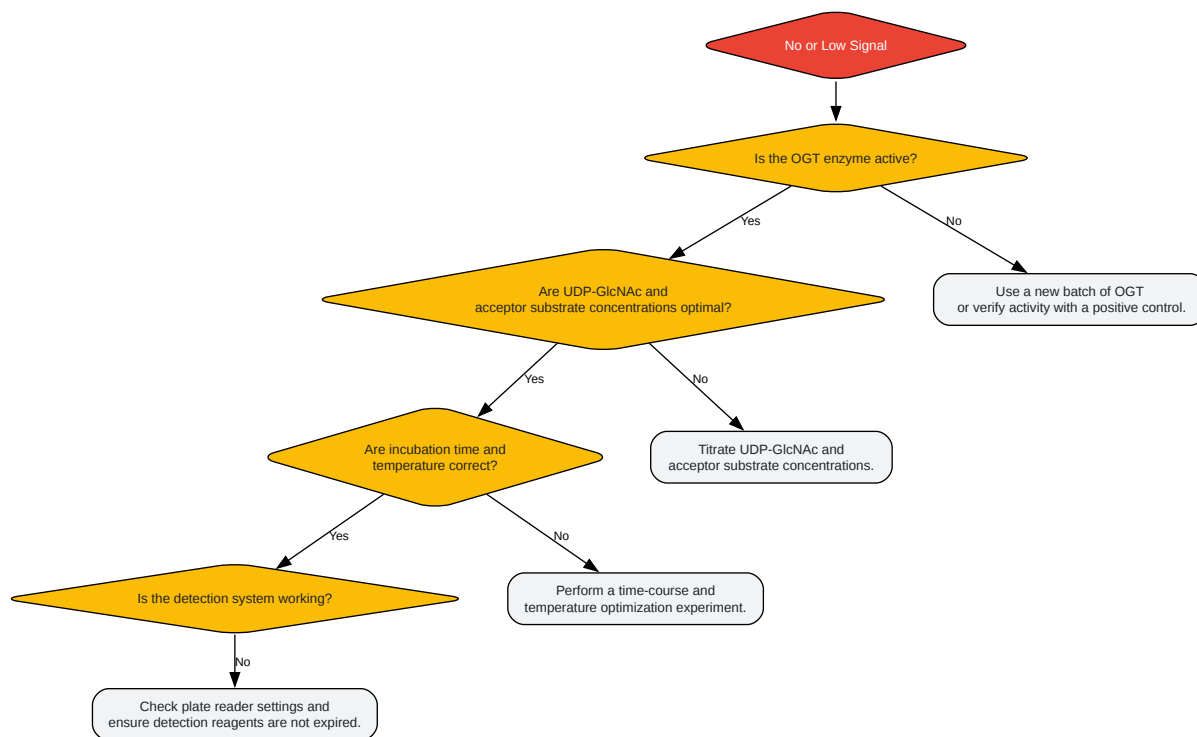 No or Low Signal
Is the OGT enzyme active?
Yes
No
Are UDP-GlcNAc and
acceptor substrate concentrations optimal?
Use a new batch of OGT
or verify activity with a positive control.
Yes
No
Are incubation time and
temperature correct?
Titrate UDP-GlcNAc and
acceptor substrate concentrations.
Yes
No
Is the detection system working?
Perform a time-course and
temperature optimization experiment.
No
Check plate reader settings and
ensure detection reagents are not expired.